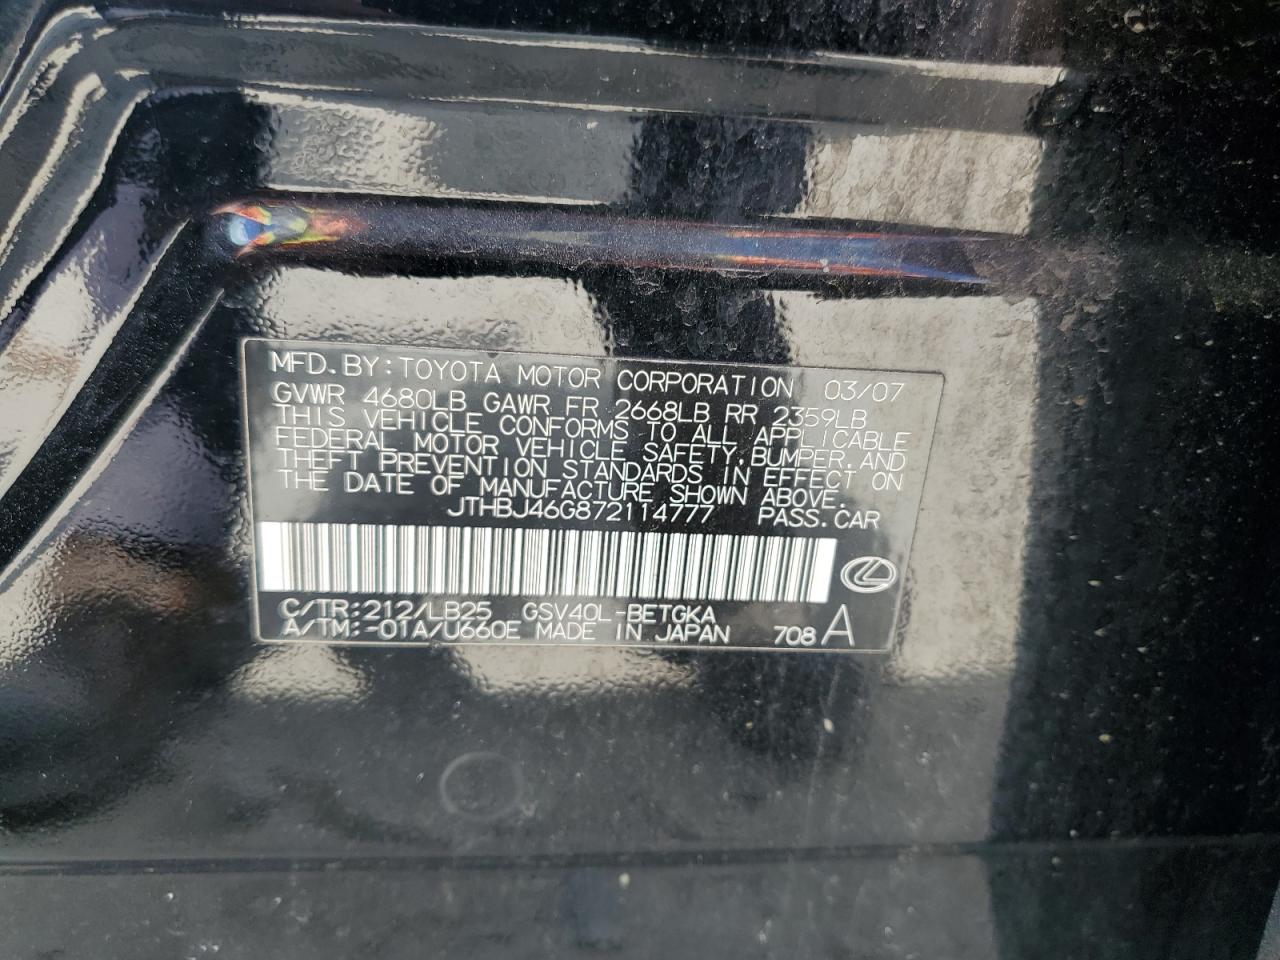 MFD.BY:TOYOTA MOTOR CORPORATION 03/07
GVWR 4680LB GAWR FR 2668LB RR 2359LB
THIS VEHICLE CONFORMS TO ALL APPLICABLE
FEDERAL MOTOR VEHICLE SAFETY,BUMPER,AND
THEFT PREVENTION STANDARDS IN EFFECT ON
THE DATE OF MANUFACTURE SHOWN ABOVE.
JTHBJ46G872114777 PASS.CAR
C/TR:212/LB25 GSV40L-BETGKA
A/TM:-01A/U660E MADE IN JAPAN 708 A